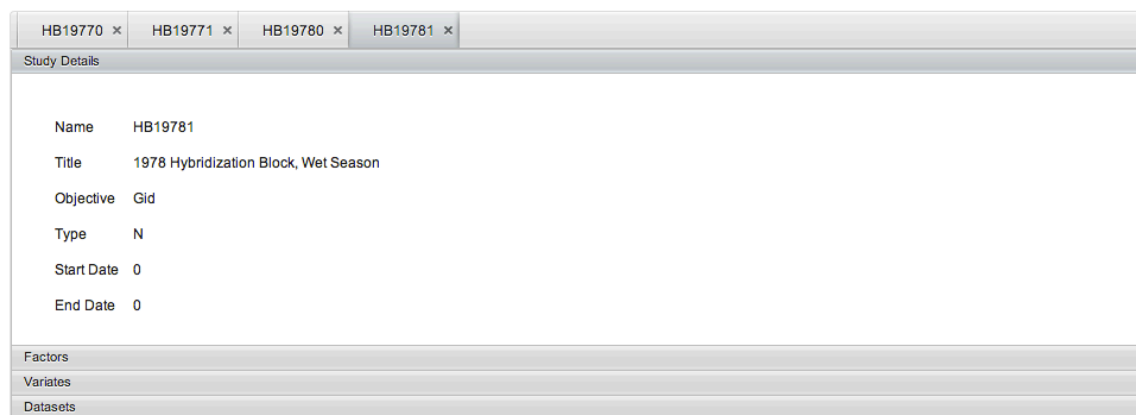 HB19770 × HB19771 × HB19780 × HB19781 ×
Study Details
Name HB19781
Title 1978 Hybridization Block, Wet Season
Objective Gid
Type N
Start Date 0
End Date 0
Factors
Variates
Datasets